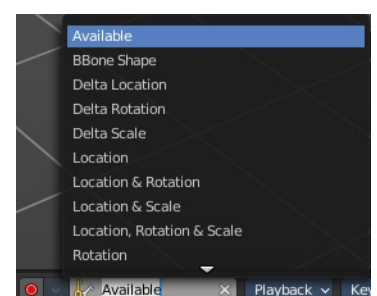 Available
BBone Shape
Delta Location
Delta Rotation
Delta Scale
Location
Location & Rotation
Location & Scale
Location, Rotation & Scale
Rotation
Available Playback Key